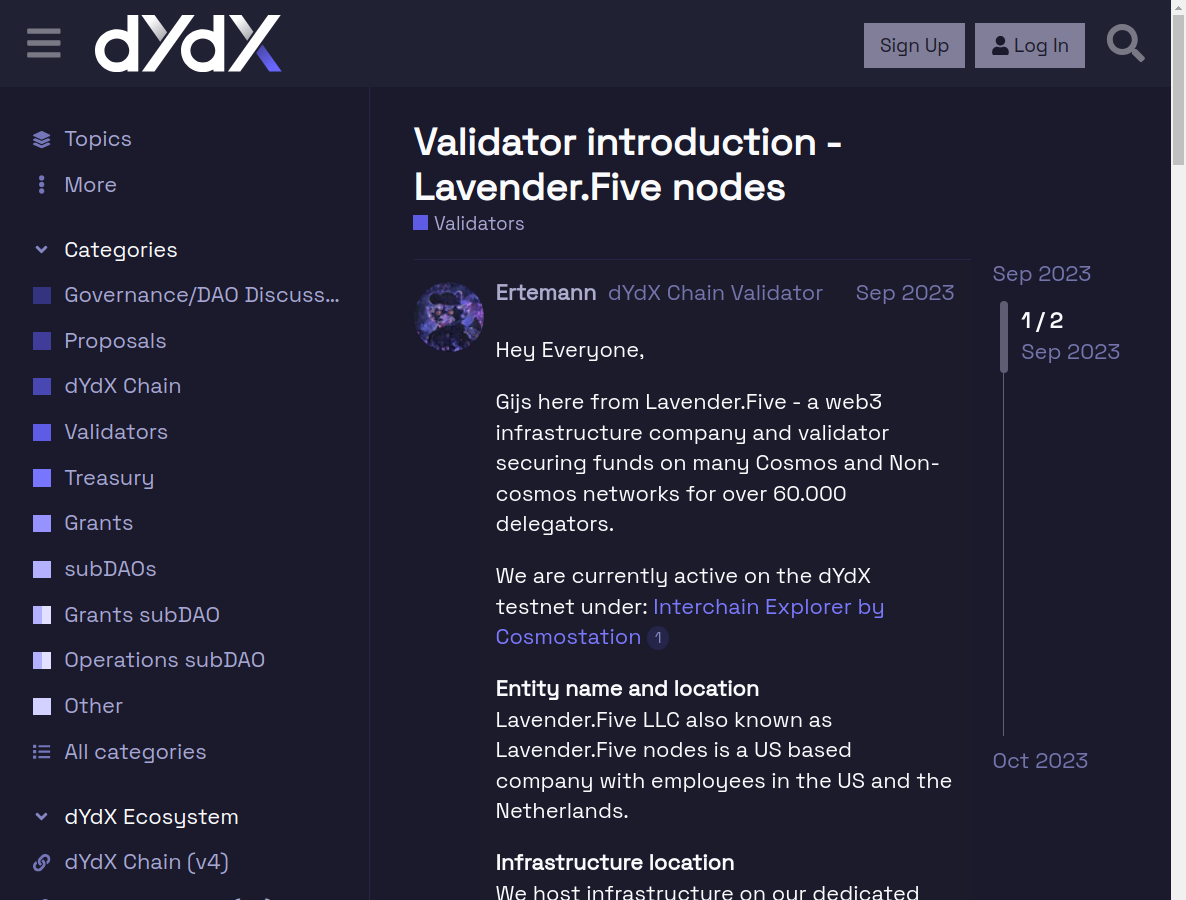 dYdX
Sign Up
Log In
Topics
More
Categories
Governance/DAO Discuss...
Proposals
dYdX Chain
Validators
Treasury
Grants
subDAOs
Grants subDAO
Operations subDAO
Other
All categories
dYdX Ecosystem
dYdX Chain (v4)
Validator introduction -
Lavender.Five nodes
Validators
Ertemann dYdX Chain Validator Sep 2023
Hey Everyone,
Gijs here from Lavender.Five - a web3
infrastructure company and validator
securing funds on many Cosmos and Non-
cosmos networks for over 60.000
delegators.
We are currently active on the dYdX
testnet under: Interchain Explorer by
Cosmostation 1
Entity name and location
Lavender.Five LLC also known as
Lavender.Five nodes is a US based
company with employees in the US and the
Netherlands.
Infrastructure location
We host infrastructure on our dedicated
Sep 2023
1 / 2
Sep 2023
Oct 2023